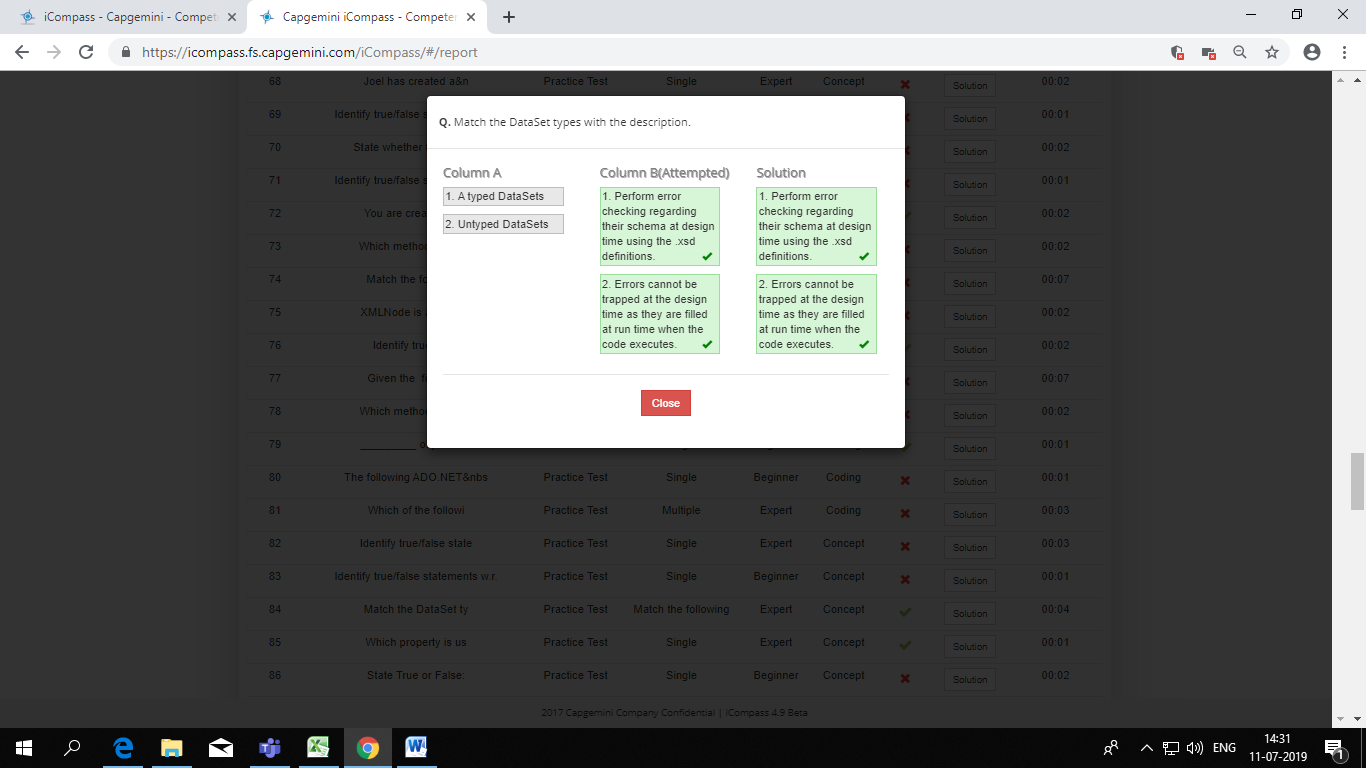 iCompass - Capgemini - Compet
Capgemini iCompass - Competer
https://icompass.fs.capgemini.com/iCompass/#/report
68 Joel has created a&n Practice Test Single Expert Concept Solution 00:02
69 Identify true/false s Solution 00:01
70 State whether Solution 00:02
71 Identify true/false s Solution 00:01
72 You are crea Solution 00:02
73 Which metho Solution 00:02
74 Match the fo Solution 00:07
75 XMLNode is Solution 00:02
76 Identify tru Solution 00:02
77 Given the Solution 00:07
78 Which metho Solution 00:02
79 Solution 00:01
80 The following ADO.NET&nbs Practice Test Single Beginner Coding Solution 00:01
81 Which of the followi Practice Test Multiple Expert Coding Solution 00:03
82 Identify true/false state Practice Test Single Expert Concept Solution 00:03
83 Identify true/false statements w.r. Practice Test Single Beginner Concept Solution 00:01
84 Match the DataSet ty Practice Test Match the following Expert Concept Solution 00:04
85 Which property is us Practice Test Single Expert Concept Solution 00:01
86 State True or False: Practice Test Single Beginner Concept Solution 00:02
Q. Match the DataSet types with the description.
Column A
1. A typed DataSets
2. Untyped DataSets
Column B(Attempted)
1. Perform error
checking regarding
their schema at design
time using the .xsd
definitions.
2. Errors cannot be
trapped at the design
time as they are filled
at run time when the
code executes.
Solution
1. Perform error
checking regarding
their schema at design
time using the .xsd
definitions.
2. Errors cannot be
trapped at the design
time as they are filled
at run time when the
code executes.
Close
2017 Capgemini Company Confidential | iCompass 4.9 Beta
ENG
14:31
11-07-2019
1